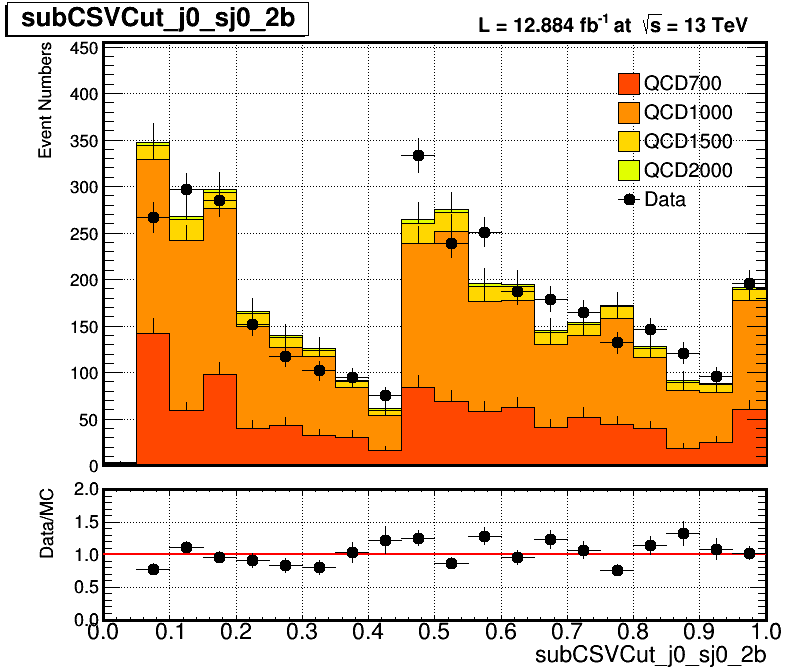 subCSVCut_j0_sj0_2b
L = 12.884 fb-1 at √s = 13 TeV
Event Numbers
450
400
350
300
250
200
150
100
50
0
QCD700
QCD1000
QCD1500
QCD2000
Data
Data/MC
2.0
1.5
1.0
0.5
0.0
0.0 0.1 0.2 0.3 0.4 0.5 0.6 0.7 0.8 0.9 1.0
subCSVCut_j0_sj0_2b